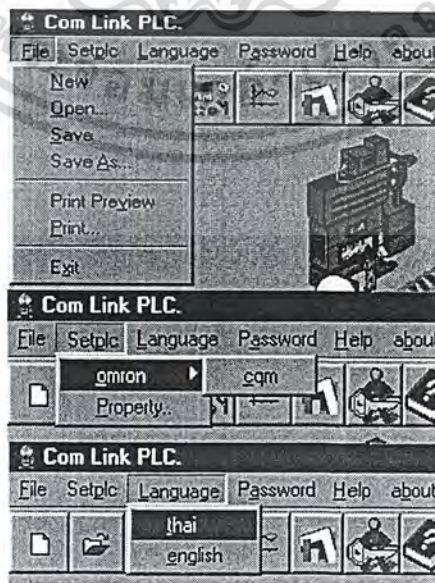 Com Link PLC.
File Setplc Language Password Help about
New
Open...
Save
Save As...
Print Preview
Print...
Exit
Com Link PLC.
File Setplc Language Password Help about
omron cqm
Property..
Com Link PLC.
File Setplc Language Password Help about
thai
english